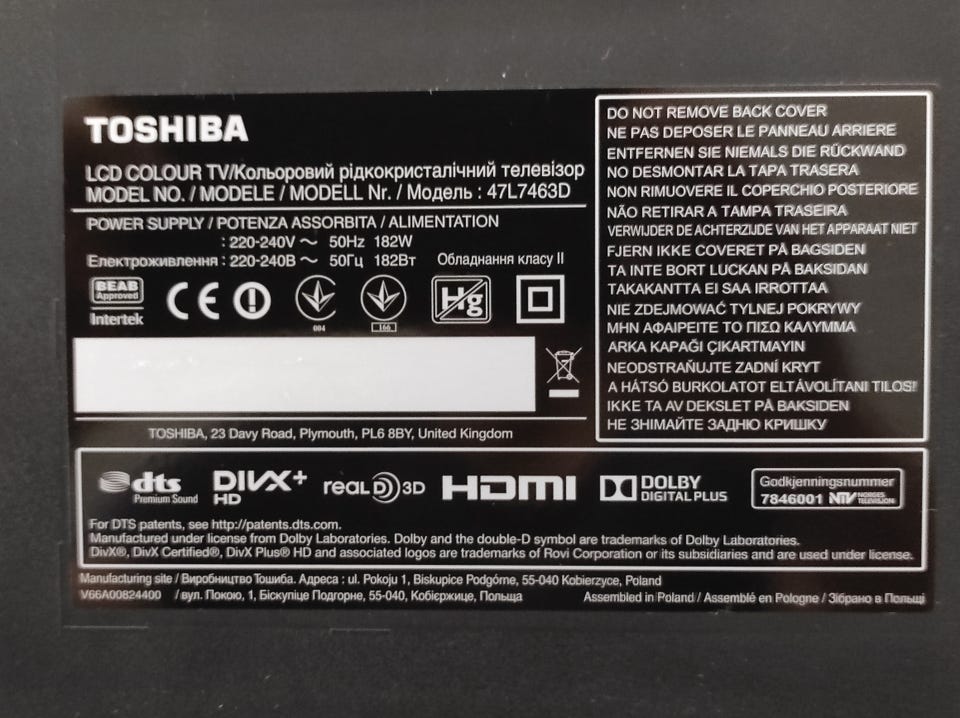 TOSHIBA
LCD COLOUR TV/Кольоровий рідкокристалічний телевізор
MODEL NO. / MODELE / MODELL Nr. / Модель : 47L7463D
POWER SUPPLY / POTENZA ASSORBITA / ALIMENTATION
: 220-240V ~ 50Hz 182W
Електроживлення : 220-240В ~ 50Гц 182Вт Обладнання класу II
BEAB
Approved
Intertek
CE
004
166
Hg
TOSHIBA, 23 Davy Road, Plymouth, PL6 8BY, United Kingdom
DO NOT REMOVE BACK COVER
NE PAS DEPOSER LE PANNEAU ARRIERE
ENTFERNEN SIE NIEMALS DIE RÜCKWAND
NO DESMONTAR LA TAPA TRASERA
NON RIMUOVERE IL COPERCHIO POSTERIORE
NÃO RETIRAR A TAMPA TRASEIRA
VERWIJDER DE ACHTERZIJDE VAN HET APPARAAT NIET
FJERN IKKE COVERET PÅ BAGSIDEN
TA INTE BORT LUCKAN PÅ BAKSIDAN
TAKAKANTTA EI SAA IRROTTAA
NIE ZDEJMOWAĆ TYLNEJ POKRYWY
ΜΗΝ ΑΦΑΙΡΕΙΤΕ ΤΟ ΠΙΣΩ ΚΑΛΥΜΜΑ
ARKA KAPAĞI ÇIKARTMAYIN
NEODSTRAŇUJTE ZADNÍ KRYT
A HÁTSÓ BURKOLATOT ELTÁVOLÍTANI TILOS!
IKKE TA AV DEKSLET PÅ BAKSIDEN
НЕ ЗНІМАЙТЕ ЗАДНЮ КРИШКУ
dts
Premium Sound
DIVX+
HD
REAL D 3D
HDMI
DOLBY
DIGITAL PLUS
Godkjenningsnummer
7846001 NTV NORGES TELEVISJON
For DTS patents, see http://patents.dts.com.
Manufactured under license from Dolby Laboratories. Dolby and the double-D symbol are trademarks of Dolby Laboratories.
DivX®, DivX Certified®, DivX Plus® HD and associated logos are trademarks of Rovi Corporation or its subsidiaries and are used under license.
Manufacturing site / Виробництво Тошиба. Адреса : ul. Pokoju 1, Biskupice Podgórne, 55-040 Kobierzyce, Poland
V66A00824400 / вул. Покою, 1, Біскупіце Подгорне, 55-040, Кобієржице, Польща Assembled in Poland / Assemblé en Pologne / Зібрано в Польщі